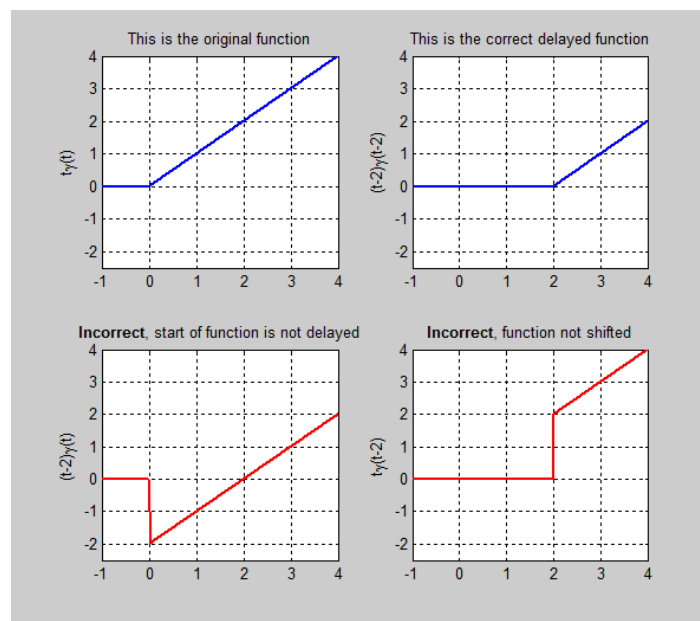 This is the original function
4
3
2
1
0
-1
-2
tγ(t)
-1 0 1 2 3 4
This is the correct delayed function
4
3
2
1
0
-1
-2
(t-2)γ(t-2)
-1 0 1 2 3 4
Incorrect, start of function is not delayed
4
3
2
1
0
-1
-2
(t-2)γ(t)
-1 0 1 2 3 4
Incorrect, function not shifted
4
3
2
1
0
-1
-2
tγ(t-2)
-1 0 1 2 3 4